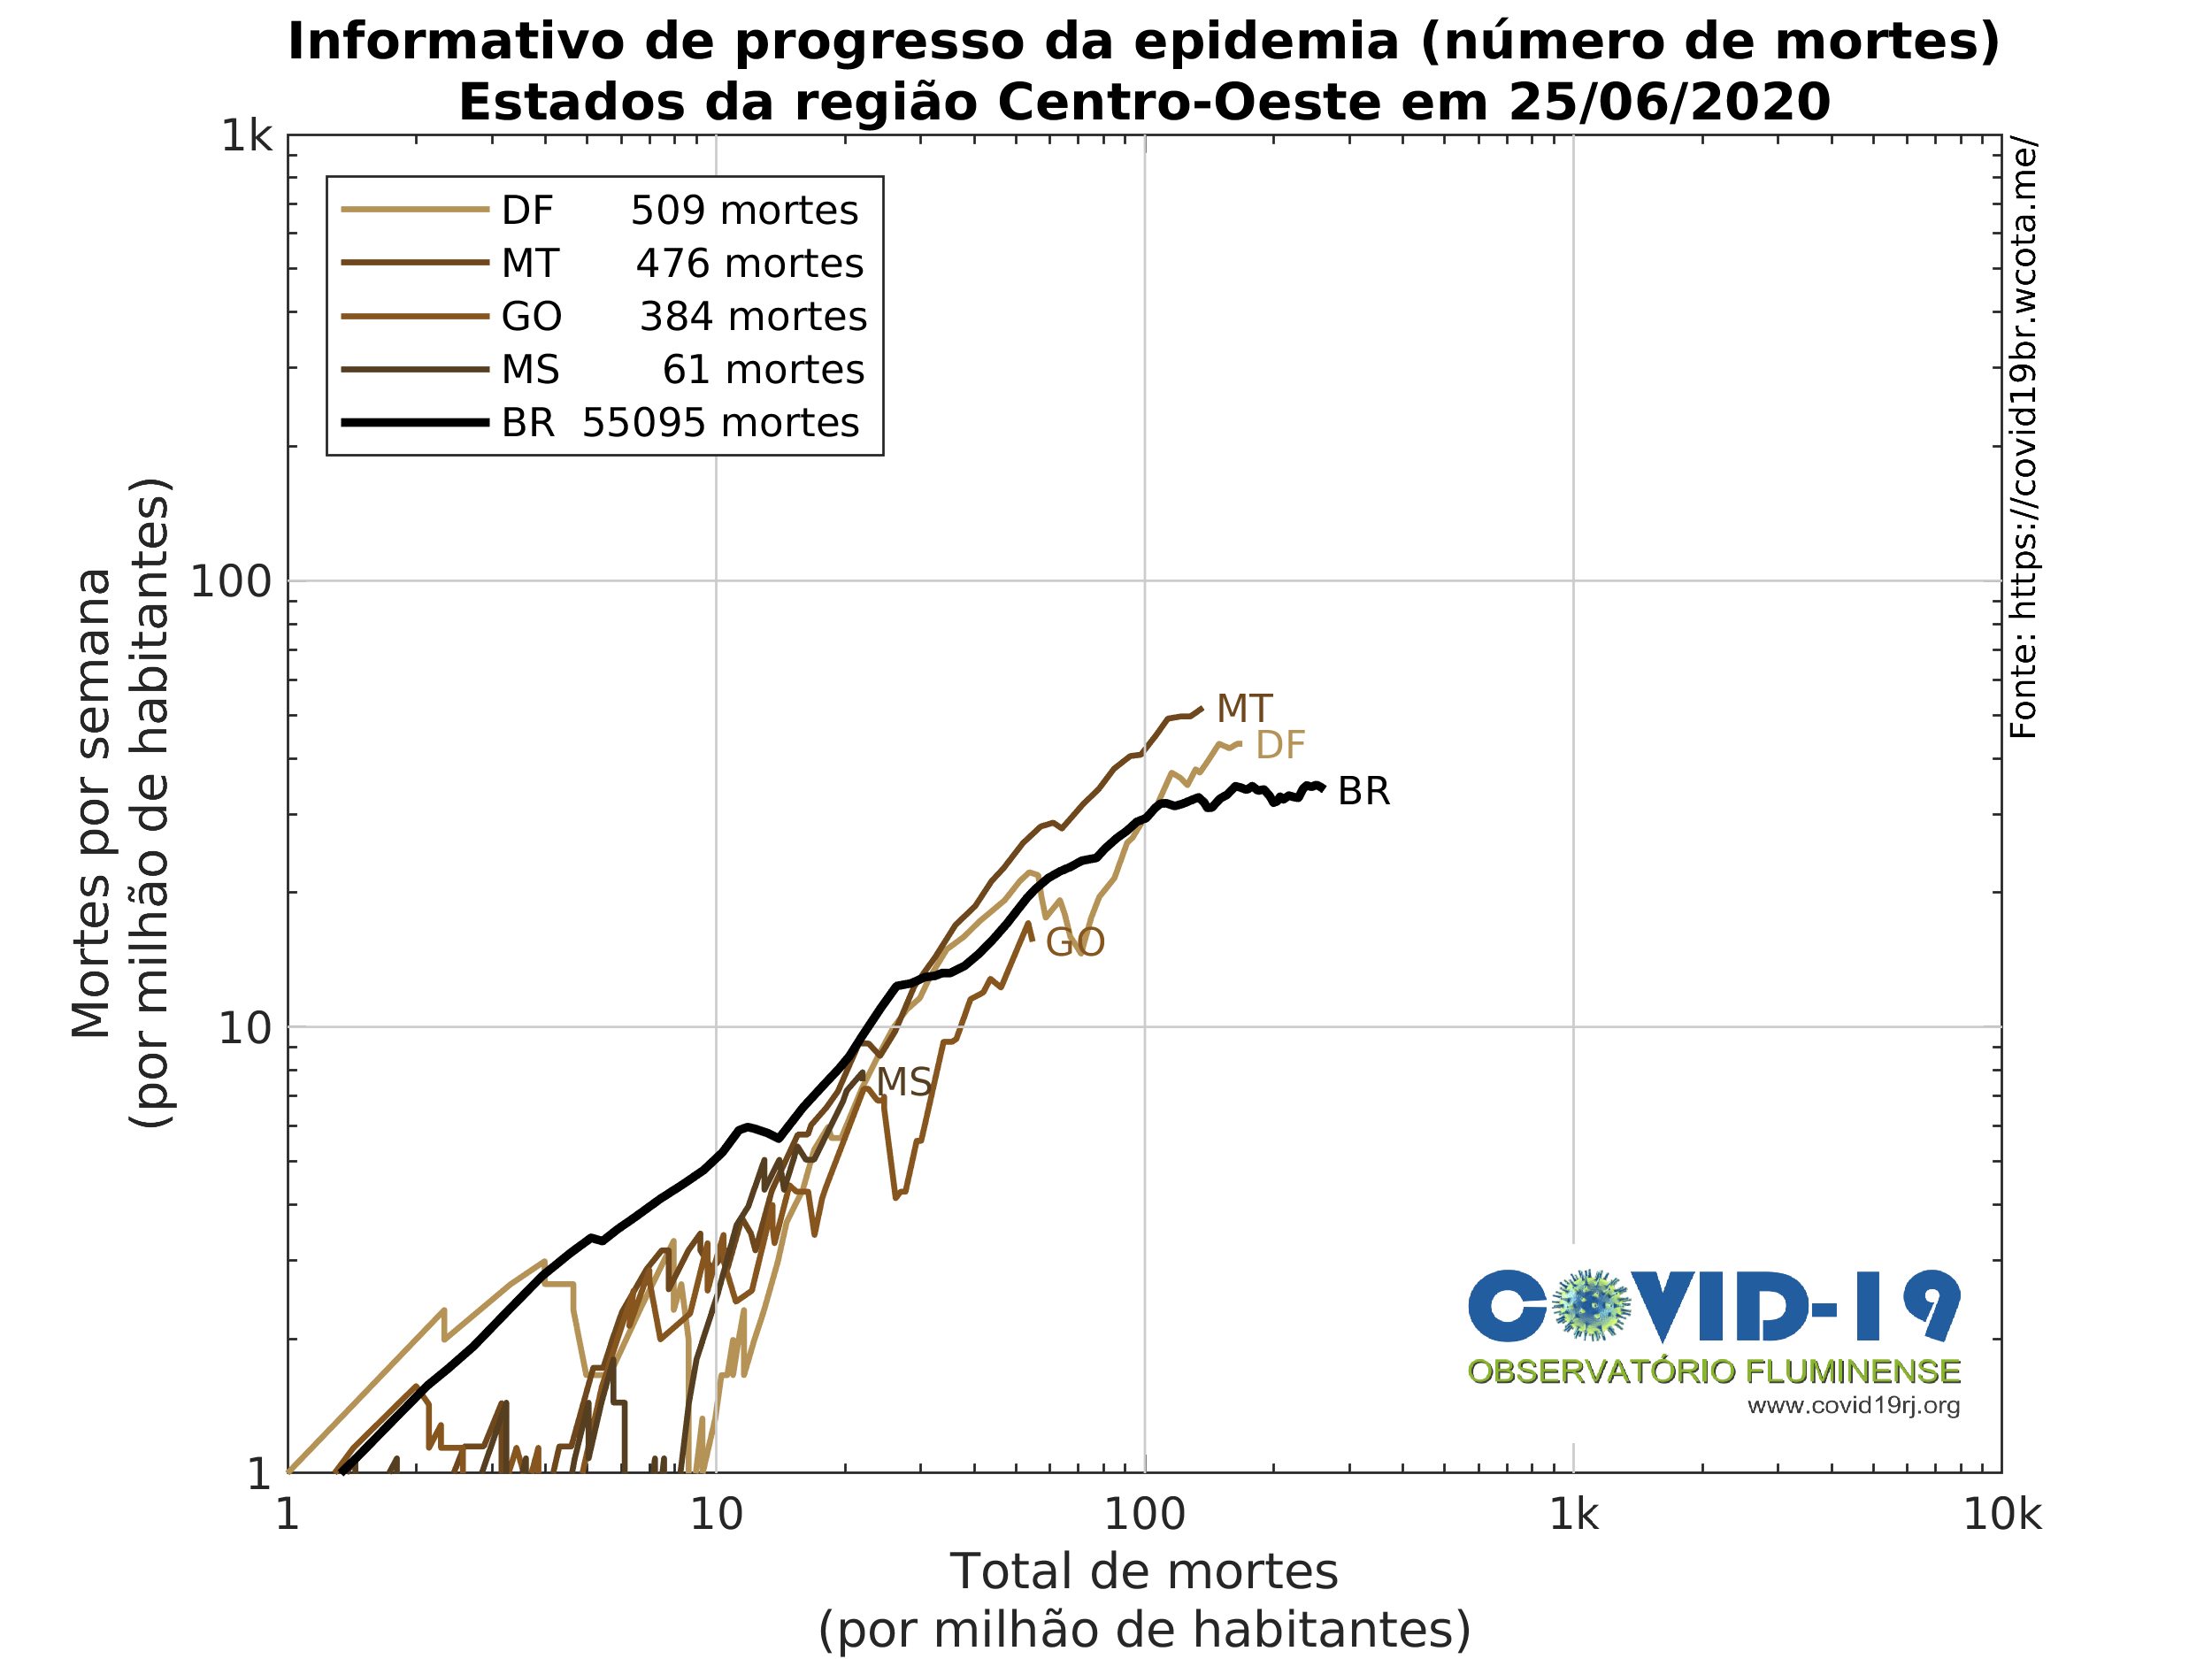 Informativo de progresso da epidemia (número de mortes)
Estados da região Centro-Oeste em 25/06/2020
1k
100
10
1
Mortes por semana
(por milhão de habitantes)
DF 509 mortes
MT 476 mortes
GO 384 mortes
MS 61 mortes
BR 55095 mortes
MT
DF
BR
GO
MS
Fonte: https://covid19br.wcota.me/
COVID-19
OBSERVATÓRIO FLUMINENSE
www.covid19rj.org
1
10
100
1k
10k
Total de mortes
(por milhão de habitantes)